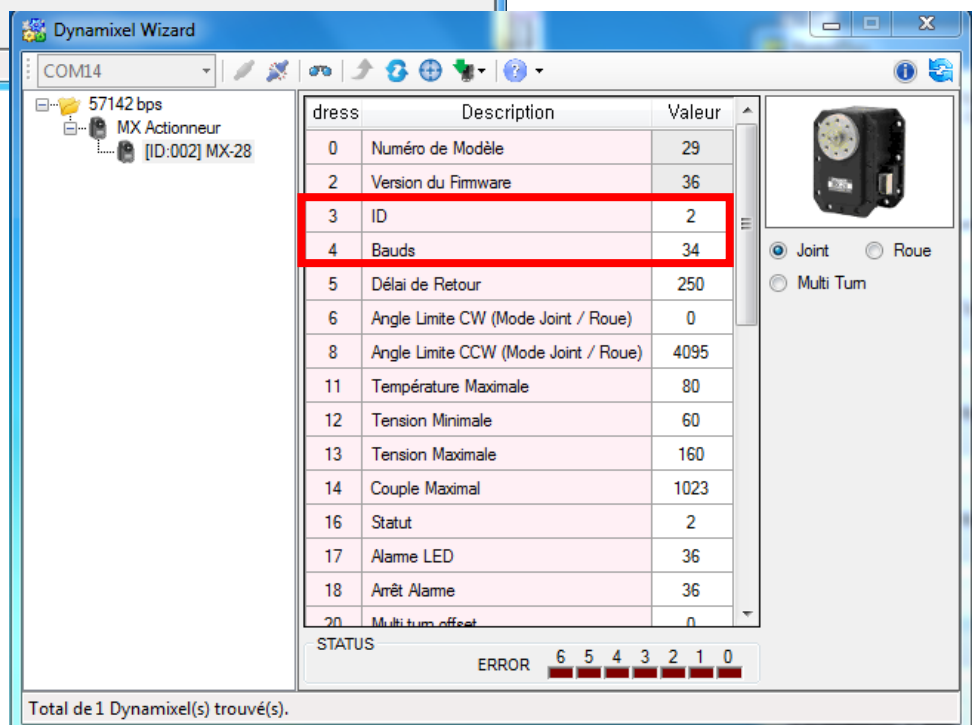 Dynamixel Wizard
COM14
57142 bps
MX Actionneur
[ID:002] MX-28
dress Description Valeur
0 Numéro de Modèle 29
2 Version du Firmware 36
3 ID 2
4 Bauds 34
5 Délai de Retour 250
6 Angle Limite CW (Mode Joint / Roue) 0
8 Angle Limite CCW (Mode Joint / Roue) 4095
11 Température Maximale 80
12 Tension Minimale 60
13 Tension Maximale 160
14 Couple Maximal 1023
16 Statut 2
17 Alarme LED 36
18 Arrêt Alarme 36
20 Multi turn offset 0
Joint Roue
Multi Turn
STATUS
ERROR 6 5 4 3 2 1 0
Total de 1 Dynamixel(s) trouvé(s).